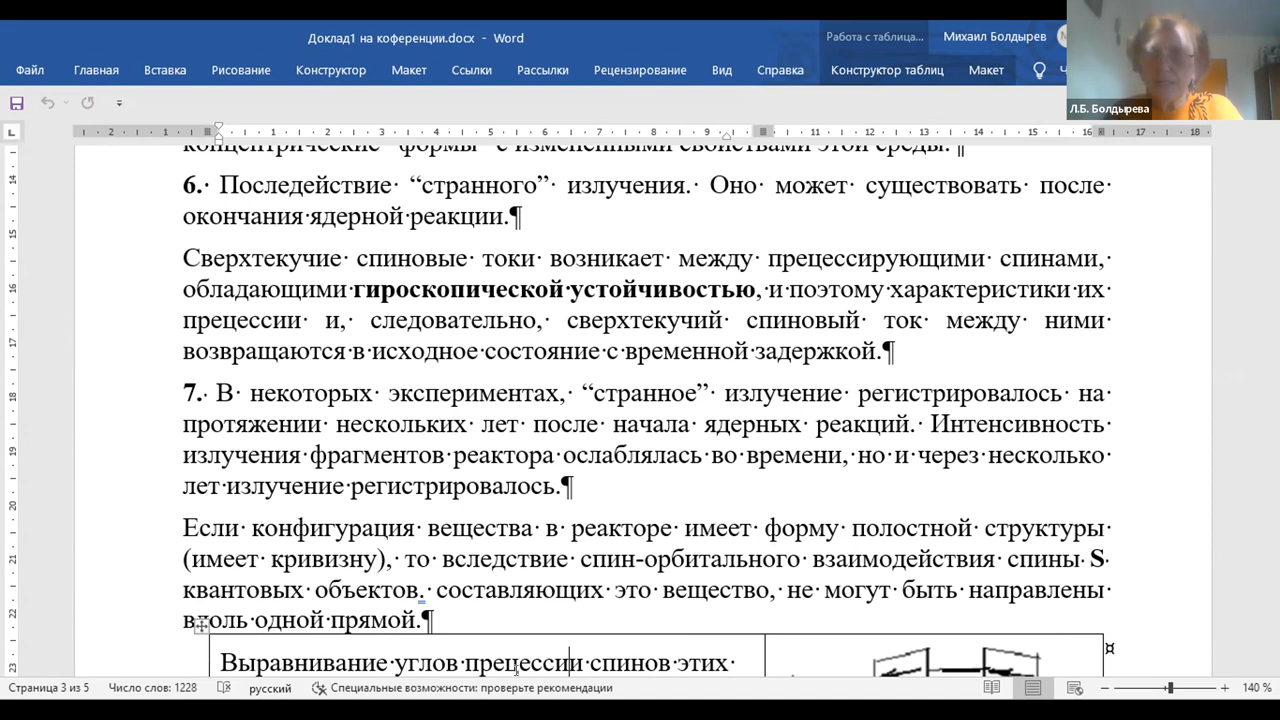 Доклад1 на коференции.docx - Word
Работа с таблица...
Михаил Болдырев
Файл Главная Вставка Рисование Конструктор Макет Ссылки Рассылки Рецензирование Вид Справка Конструктор таблиц Макет
Л.Б. Болдырева
концентрические формы с измененными свойствами этой среды.¶
6. Последействие “странного” излучения. Оно может существовать после
окончания ядерной реакции.¶
Сверхтекучие спиновые токи возникает между прецессирующими спинами,
обладающими гироскопической устойчивостью, и поэтому характеристики их
прецессии и, следовательно, сверхтекучий спиновый ток между ними
возвращаются в исходное состояние с временной задержкой.¶
7. В некоторых экспериментах, “странное” излучение регистрировалось на
протяжении нескольких лет после начала ядерных реакций. Интенсивность
излучения фрагментов реактора ослаблялась во времени, но и через несколько
лет излучение регистрировалось.¶
Если конфигурация вещества в реакторе имеет форму полостной структуры
(имеет кривизну), то вследствие спин-орбитального взаимодействия спины S
квантовых объектов. составляющих это вещество, не могут быть направлены
вдоль одной прямой.¶
Выравнивание углов прецессии спинов этих
Страница 3 из 5 Число слов: 1228 русский Специальные возможности: проверьте рекомендации 140 %